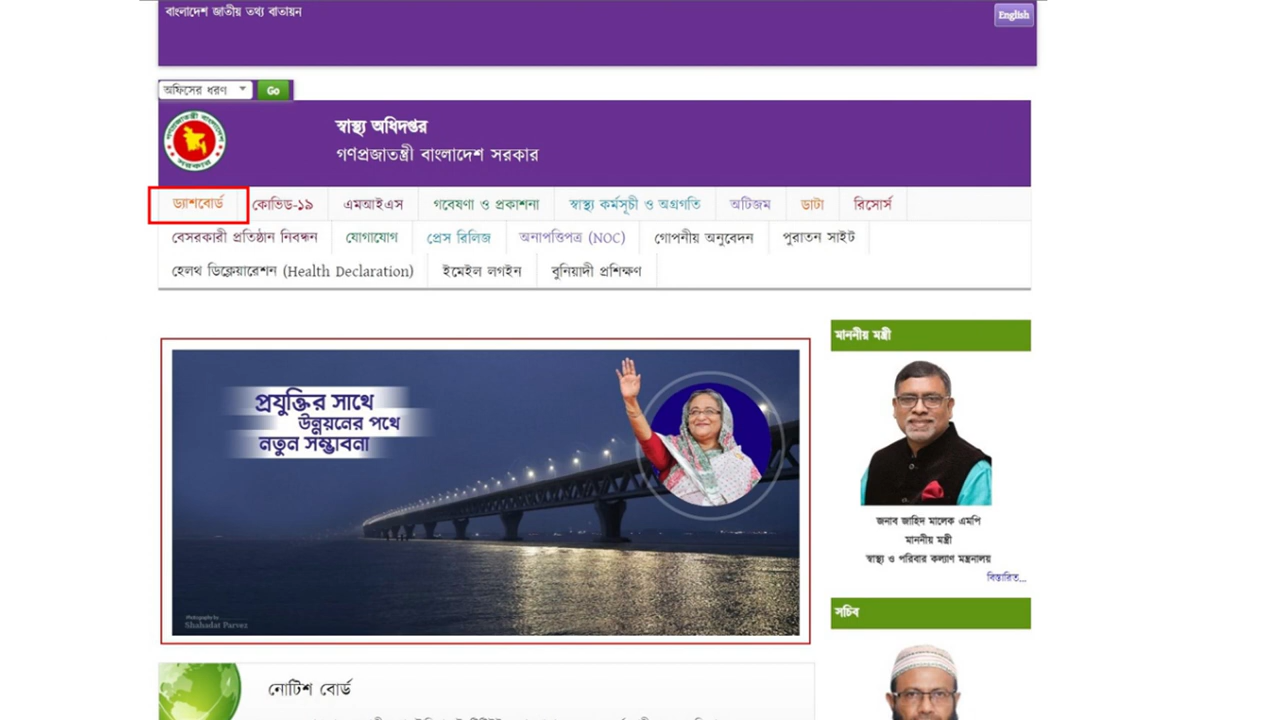 বাংলাদেশ জাতীয় তথ্য বাতায়ন
English
অফিসের ধরণ
Go
স্বাস্থ্য অধিদপ্তর
গণপ্রজাতন্ত্রী বাংলাদেশ সরকার
ড্যাশবোর্ড কোভিড-১৯ এমআইএস গবেষণা ও প্রকাশনা স্বাস্থ্য কর্মসূচী ও অগ্রগতি অটিজম ডাটা রিসোর্স
বেসরকারী প্রতিষ্ঠান নিবন্ধন যোগাযোগ প্রেস রিলিজ অনাপত্তিপত্র (NOC) গোপনীয় অনুবেদন পুরাতন সাইট
হেলথ ডিক্লেয়ারেশন (Health Declaration) ইমেইল লগইন বুনিয়াদী প্রশিক্ষণ
প্রযুক্তির সাথে
উন্নয়নের পথে
নতুন সম্ভাবনা
Photography by
Shahadat Parvez
মাননীয় মন্ত্রী
জনাব জাহিদ মালেক এমপি
মাননীয় মন্ত্রী
স্বাস্থ্য ও পরিবার কল্যাণ মন্ত্রনালয়
বিস্তারিত...
সচিব
নোটিশ বোর্ড